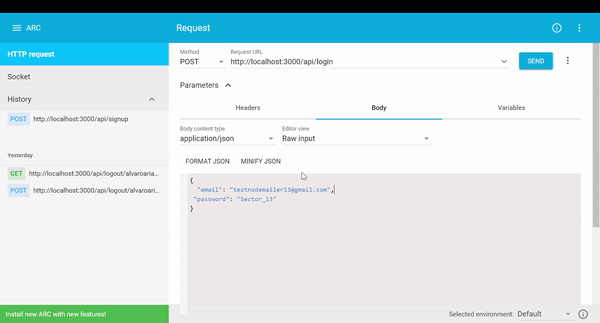 ARC
Request
HTTP request
Socket
History
POST http://localhost:3000/api/signup
Yesterday
GET http://localhost:3000/api/logout/alvaroaria...
POST http://localhost:3000/api/logout/alvaroari...
Install new ARC with new features!
Method
POST
Request URL
http://localhost:3000/api/login
SEND
Parameters
Headers
Body
Variables
Body content type
application/json
Editor view
Raw input
FORMAT JSON
MINIFY JSON
{
"email": "testnodemailer13@gmail.com",
"password": "Sector_13"
}
Selected environment: Default